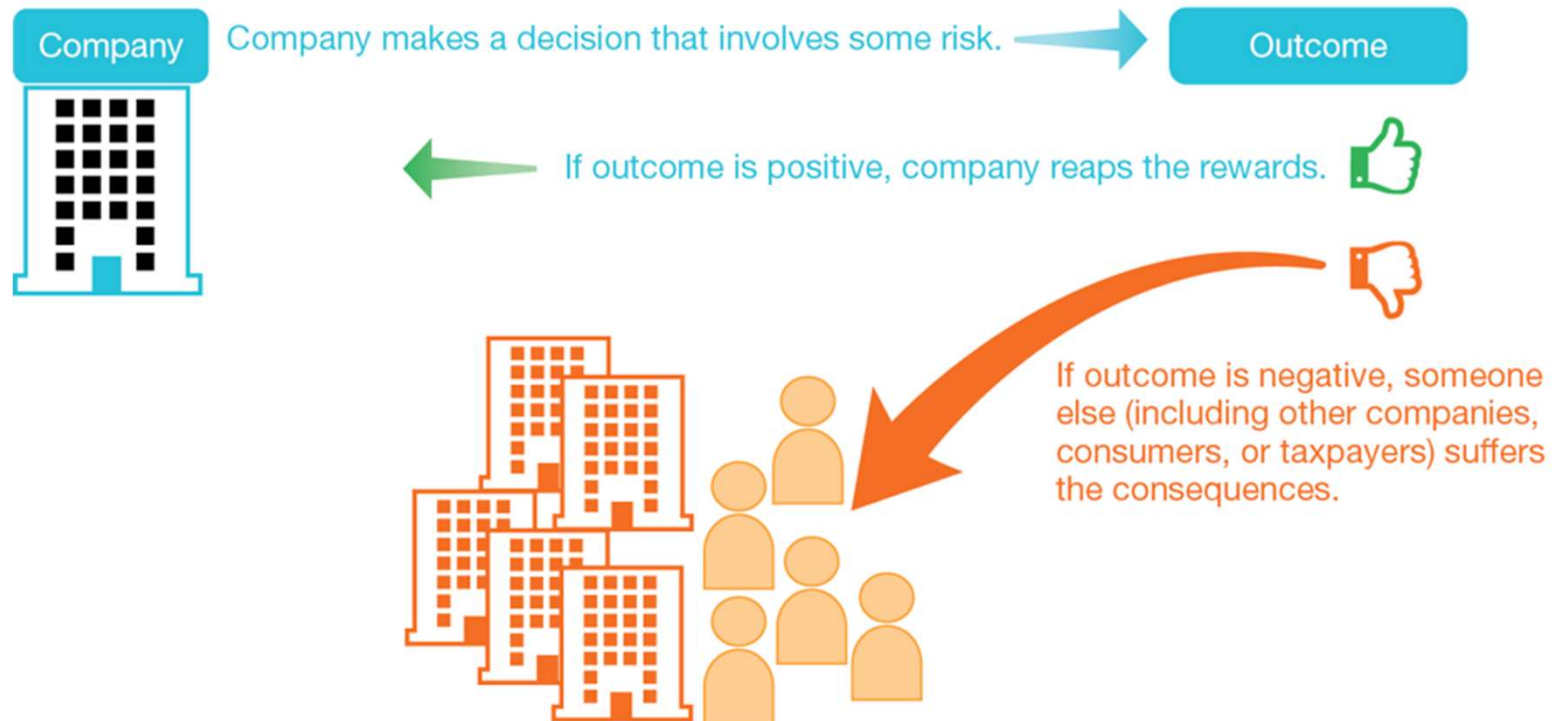 Company
Company makes a decision that involves some risk.
Outcome
If outcome is positive, company reaps the rewards.
If outcome is negative, someone
else (including other companies,
consumers, or taxpayers) suffers
the consequences.